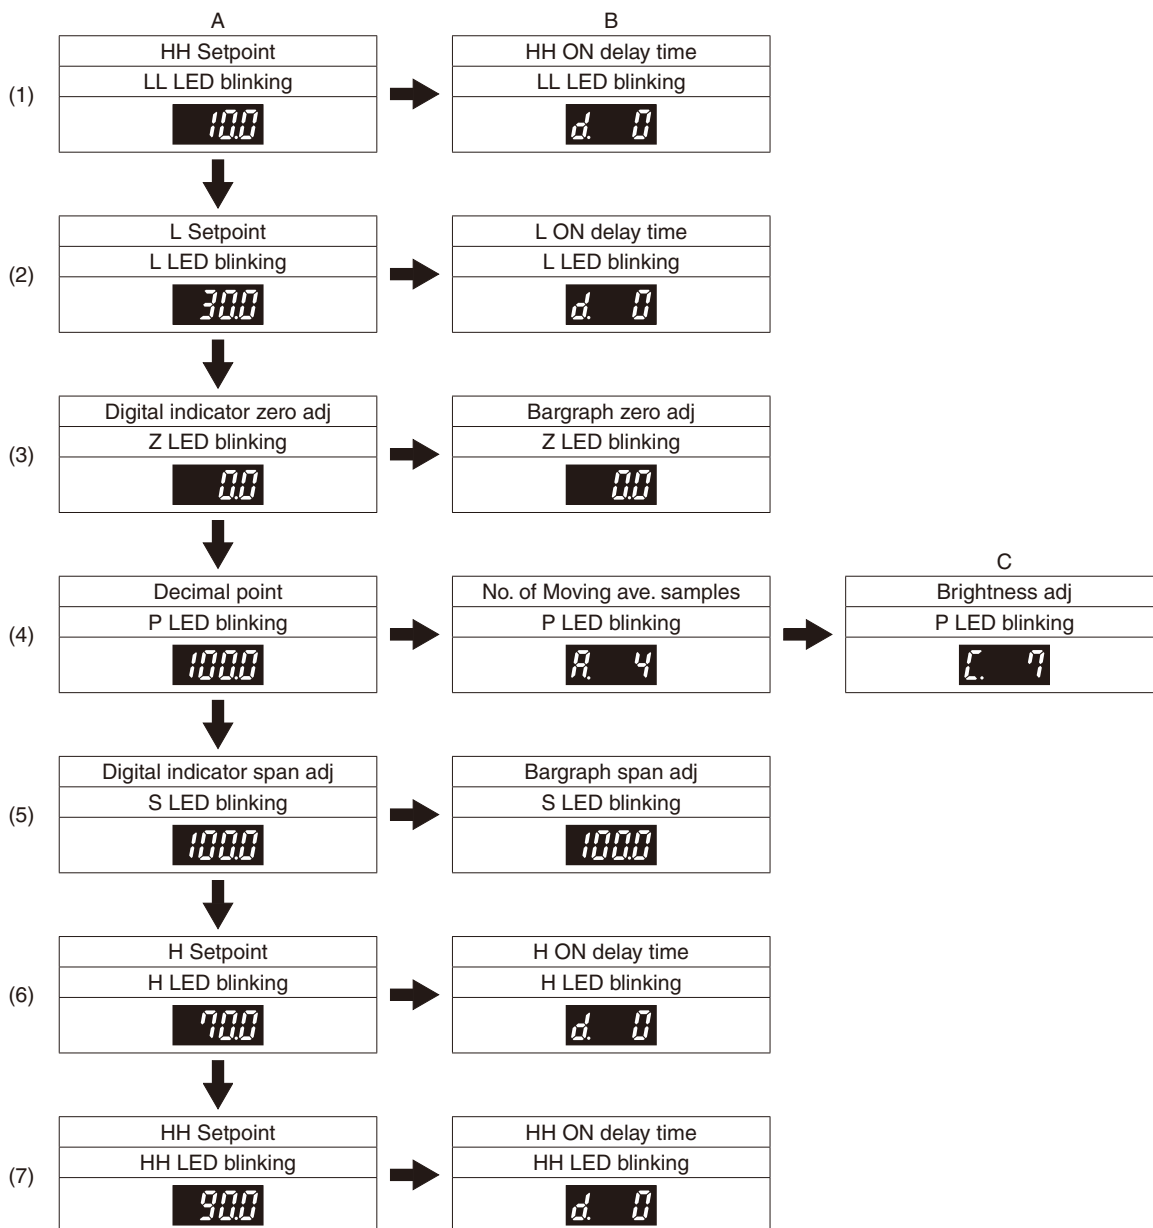 A B
(1)
HH Setpoint
LL LED blinking
10.0
HH ON delay time
LL LED blinking
d. 0
(2)
L Setpoint
L LED blinking
30.0
L ON delay time
L LED blinking
d. 0
(3)
Digital indicator zero adj
Z LED blinking
0.0
Bargraph zero adj
Z LED blinking
0.0
C
(4)
Decimal point
P LED blinking
100.0
No. of Moving ave. samples
P LED blinking
A. 4
Brightness adj
P LED blinking
C. 7
(5)
Digital indicator span adj
S LED blinking
100.0
Bargraph span adj
S LED blinking
100.0
(6)
H Setpoint
H LED blinking
70.0
H ON delay time
H LED blinking
d. 0
(7)
HH Setpoint
HH LED blinking
90.0
HH ON delay time
HH LED blinking
d. 0